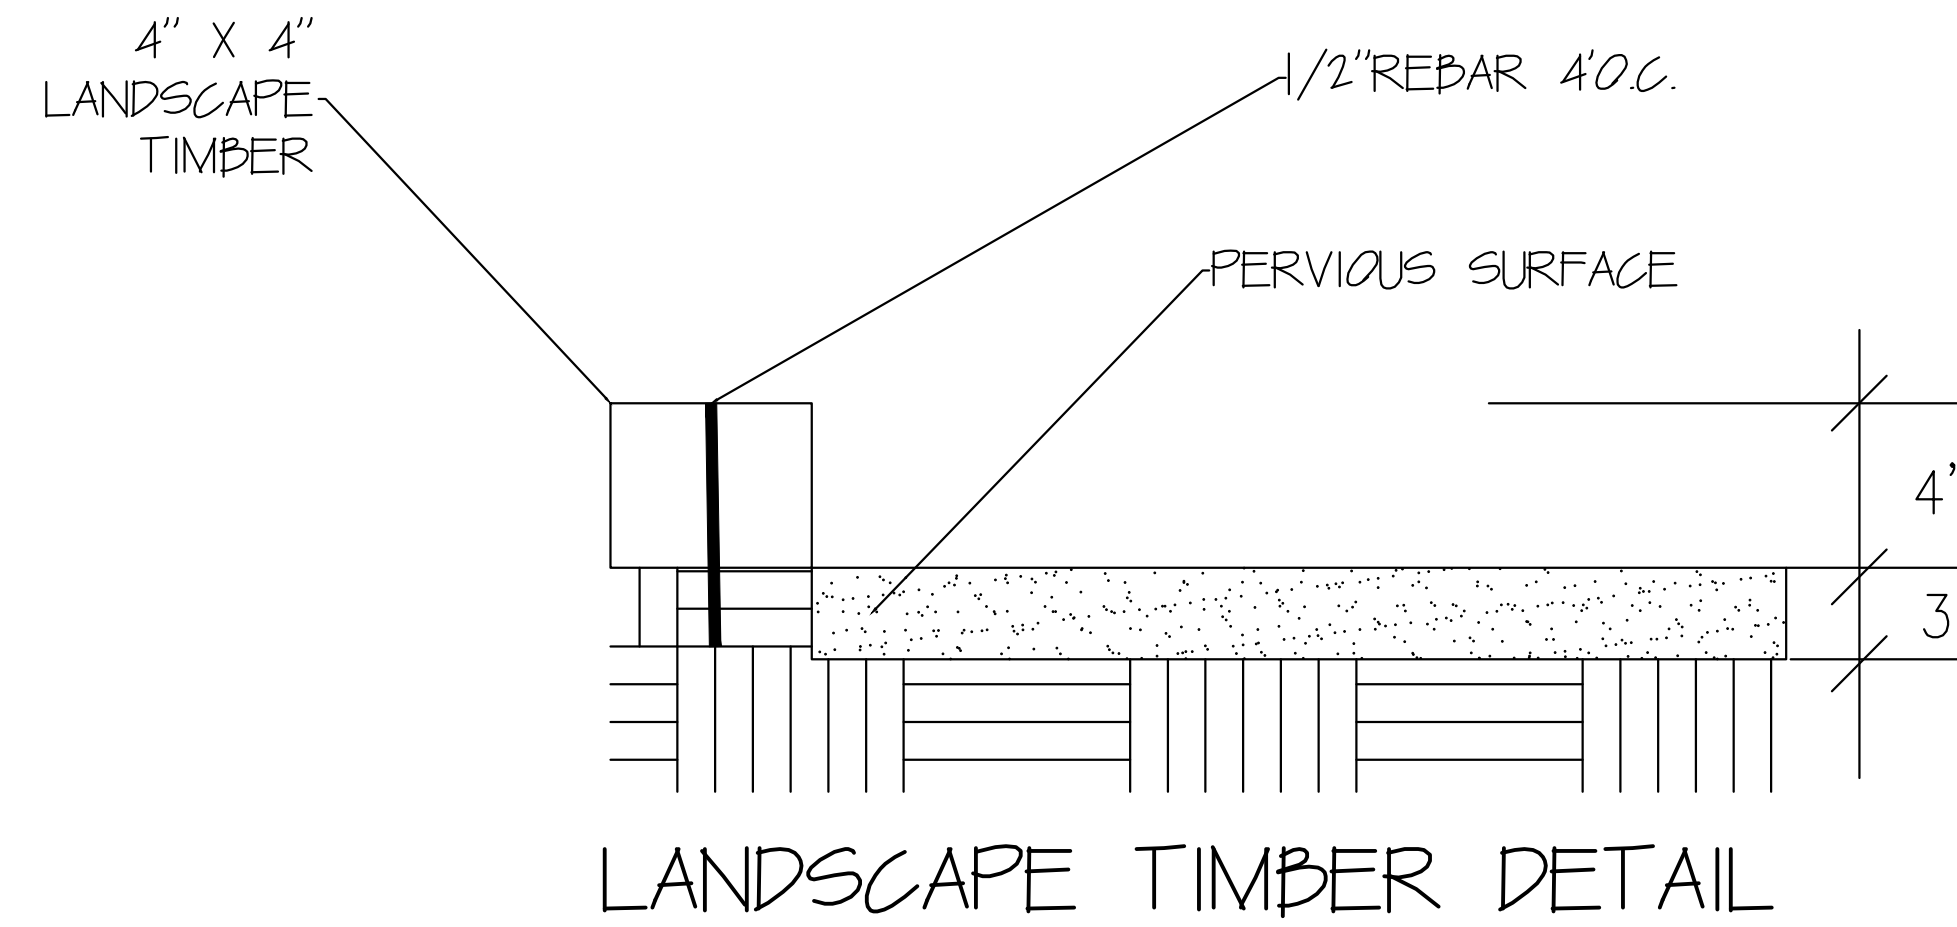 4" X 4"
LANDSCAPE
TIMBER
1/2"REBAR 4'O.C.
PERVIOUS SURFACE
4'
3
LANDSCAPE TIMBER DETAIL